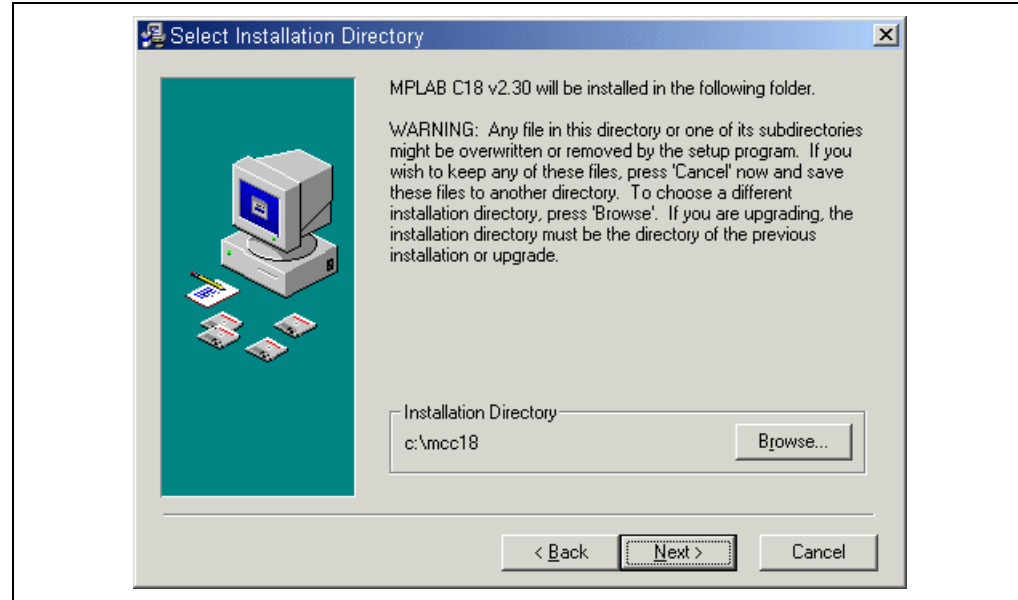 Select Installation Directory
MPLAB C18 v2.30 will be installed in the following folder.
WARNING: Any file in this directory or one of its subdirectories
might be overwritten or removed by the setup program. If you
wish to keep any of these files, press 'Cancel' now and save
these files to another directory. To choose a different
installation directory, press 'Browse'. If you are upgrading, the
installation directory must be the directory of the previous
installation or upgrade.
Installation Directory
c:\mcc18
Browse...
< Back
Next >
Cancel